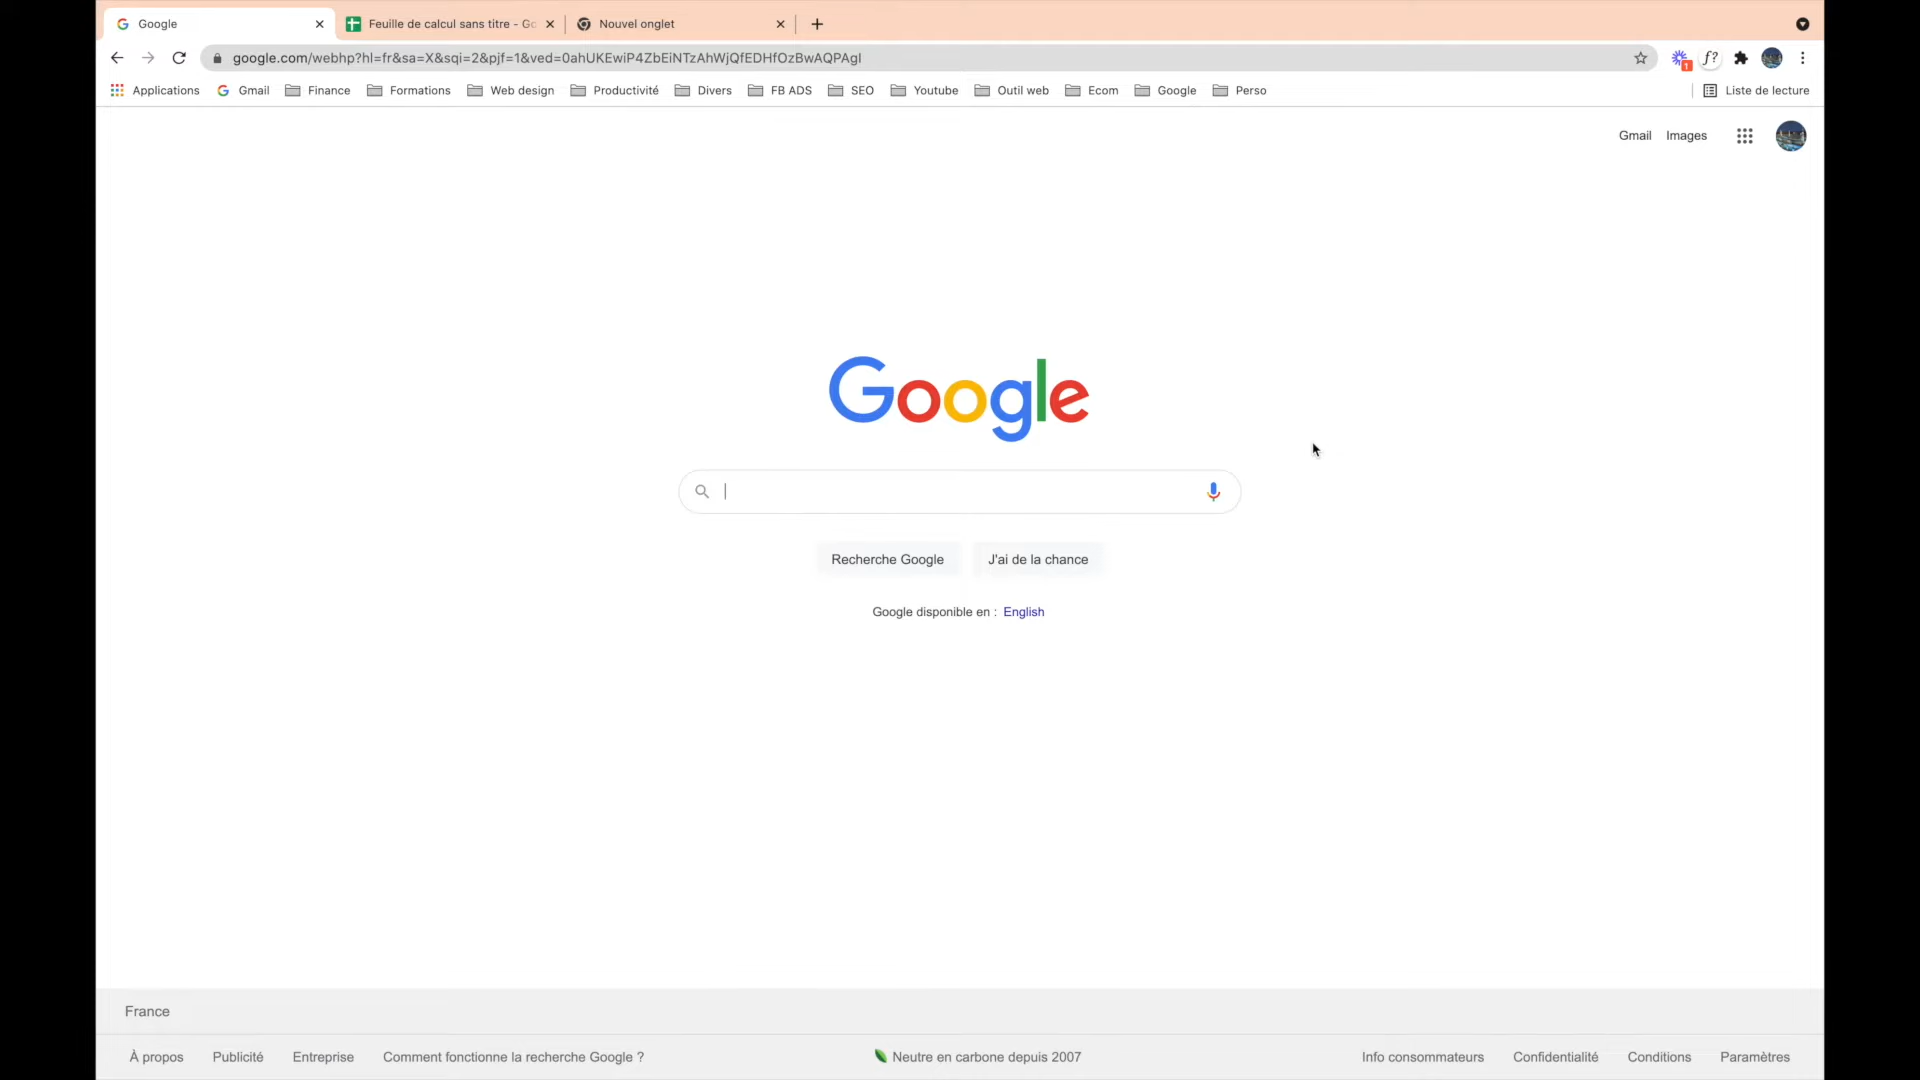 Google
Feuille de calcul sans titre - Go
Nouvel onglet
google.com/webhp?hl=fr&sa=X&sqi=2&pjf=1&ved=0ahUKEwiP4ZbEiNTzAhWjQfEDHfOzBwAQPAgI
f?
1
Applications
Gmail
Finance
Formations
Web design
Productivité
Divers
FB ADS
SEO
Youtube
Outil web
Ecom
Google
Perso
Liste de lecture
Gmail
Images
Google
Recherche Google
J'ai de la chance
Google disponible en : English
France
À propos
Publicité
Entreprise
Comment fonctionne la recherche Google ?
Neutre en carbone depuis 2007
Info consommateurs
Confidentialité
Conditions
Paramètres